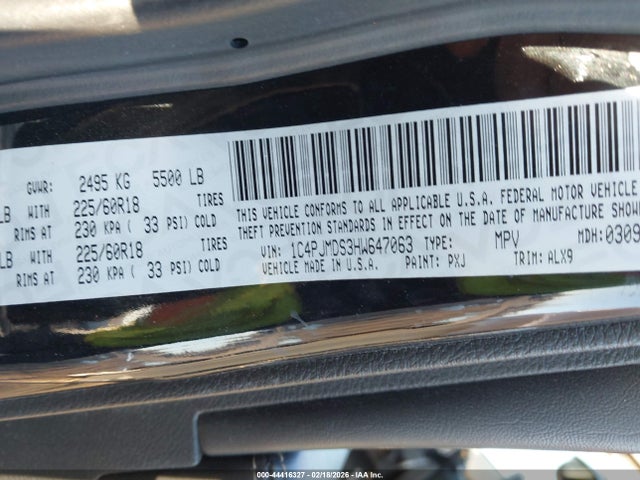 GVWR: 2495 KG 5500 LB
LB WITH 225/60R18 TIRES
RIMS AT 230 KPA ( 33 PSI) COLD
LB WITH 225/60R18 TIRES
RIMS AT 230 KPA ( 33 PSI) COLD
THIS VEHICLE CONFORMS TO ALL APPLICABLE U.S.A. FEDERAL MOTOR VEHICLE
THEFT PREVENTION STANDARDS IN EFFECT ON THE DATE OF MANUFACTURE SHOWN
VIN: 1C4PJMDS3HW647063 TYPE: MPV MDH: 0309
VEHICLE MADE IN U.S.A. PAINT: PXJ TRIM: ALX9
000-44416327 - 02/18/2026 - IAAI